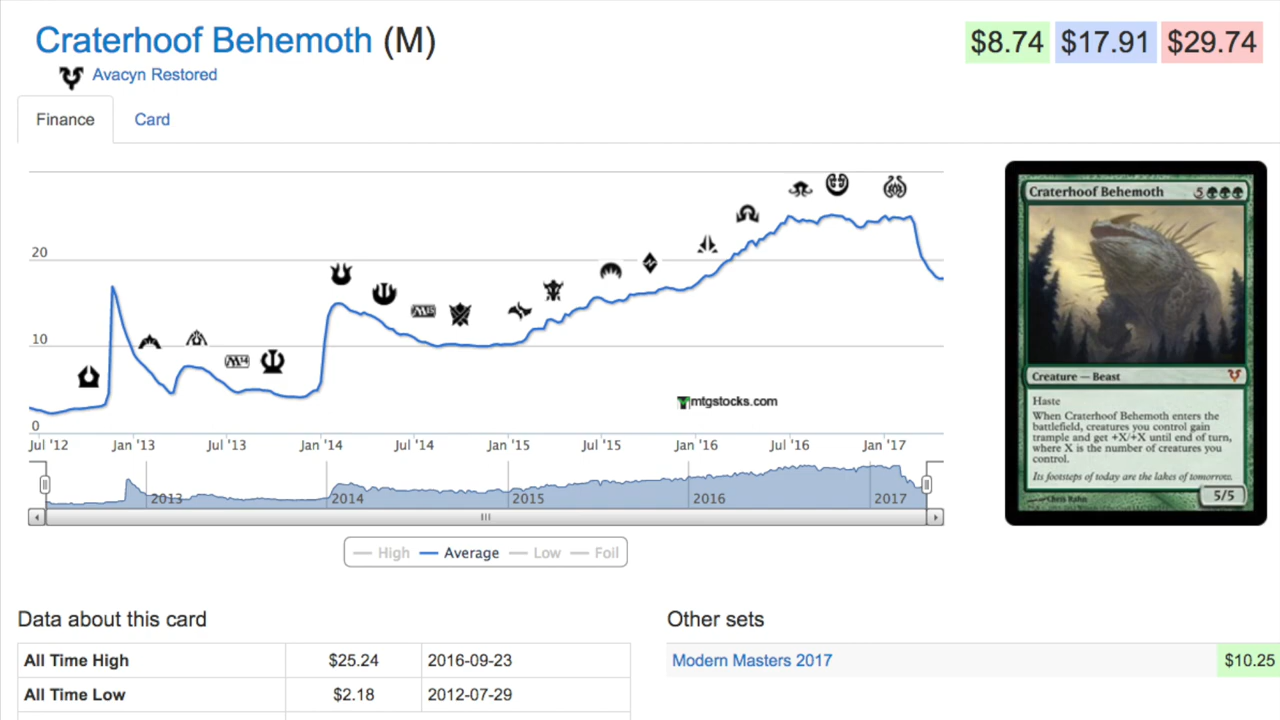 Craterhoof Behemoth (M)
$8.74 $17.91 $29.74
Avacyn Restored
Finance Card
20
10
0
M14
M15
mtgstocks.com
Jul '12 Jan '13 Jul '13 Jan '14 Jul '14 Jan '15 Jul '15 Jan '16 Jul '16 Jan '17
2013 2014 2015 2016 2017
High Average Low Foil
Craterhoof Behemoth 5
Creature — Beast
Haste
When Craterhoof Behemoth enters the
battlefield, creatures you control gain
trample and get +X/+X until end of turn,
where X is the number of creatures you
control.
Its footsteps of today are the lakes of tomorrow.
Chris Rahn
5/5
Data about this card
All Time High $25.24 2016-09-23
All Time Low $2.18 2012-07-29
Other sets
Modern Masters 2017 $10.25